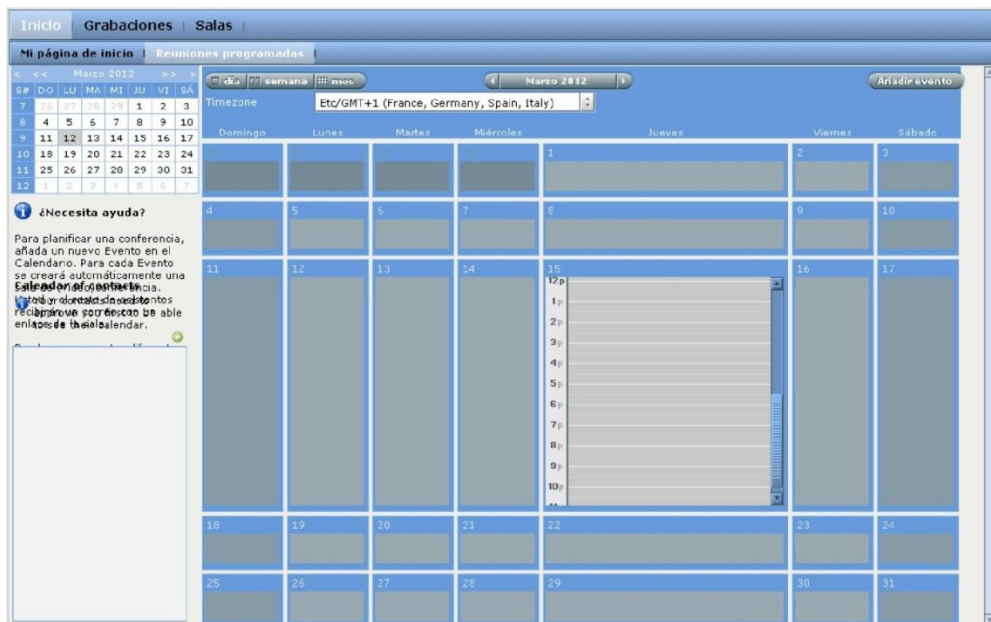 Inicio | Grabaciones | Salas |
Mi página de inicio | Reuniones programadas |
< << Marzo 2012 >> >
S# DO LU MA MI JU VI SÁ
7 26 27 28 29 1 2 3
8 4 5 6 7 8 9 10
9 11 12 13 14 15 16 17
10 18 19 20 21 22 23 24
11 25 26 27 28 29 30 31
12 1 2 3 4 5 6 7
día semana mes
Marzo 2012
Añadir evento
Timezone Etc/GMT+1 (France, Germany, Spain, Italy)
Domingo Lunes Martes Miércoles Jueves Viernes Sábado
1 2 3
4 5 6 7 8 9 10
11 12 13 14 15 16 17
12p
1p
2p
3p
4p
5p
6p
7p
8p
9p
10p
18 19 20 21 22 23 24
25 26 27 28 29 30 31
¿Necesita ayuda?
Para planificar una conferencia,
añada un nuevo Evento en el
Calendario. Para cada Evento
se creará automáticamente una
Calendar of contacts